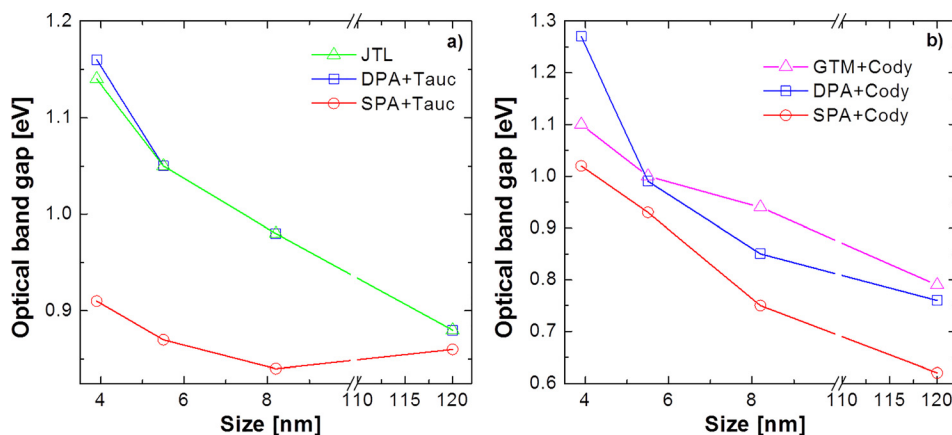 1.2
1.1
1.0
0.9
Optical band gap [eV]
a)
JTL
DPA+Tauc
SPA+Tauc
4 6 8 10 110 115 120
Size [nm]
1.3
1.2
1.1
1.0
0.9
0.8
0.7
0.6
Optical band gap [eV]
b)
GTM+Cody
DPA+Cody
SPA+Cody
4 6 8 10 110 115 120
Size [nm]